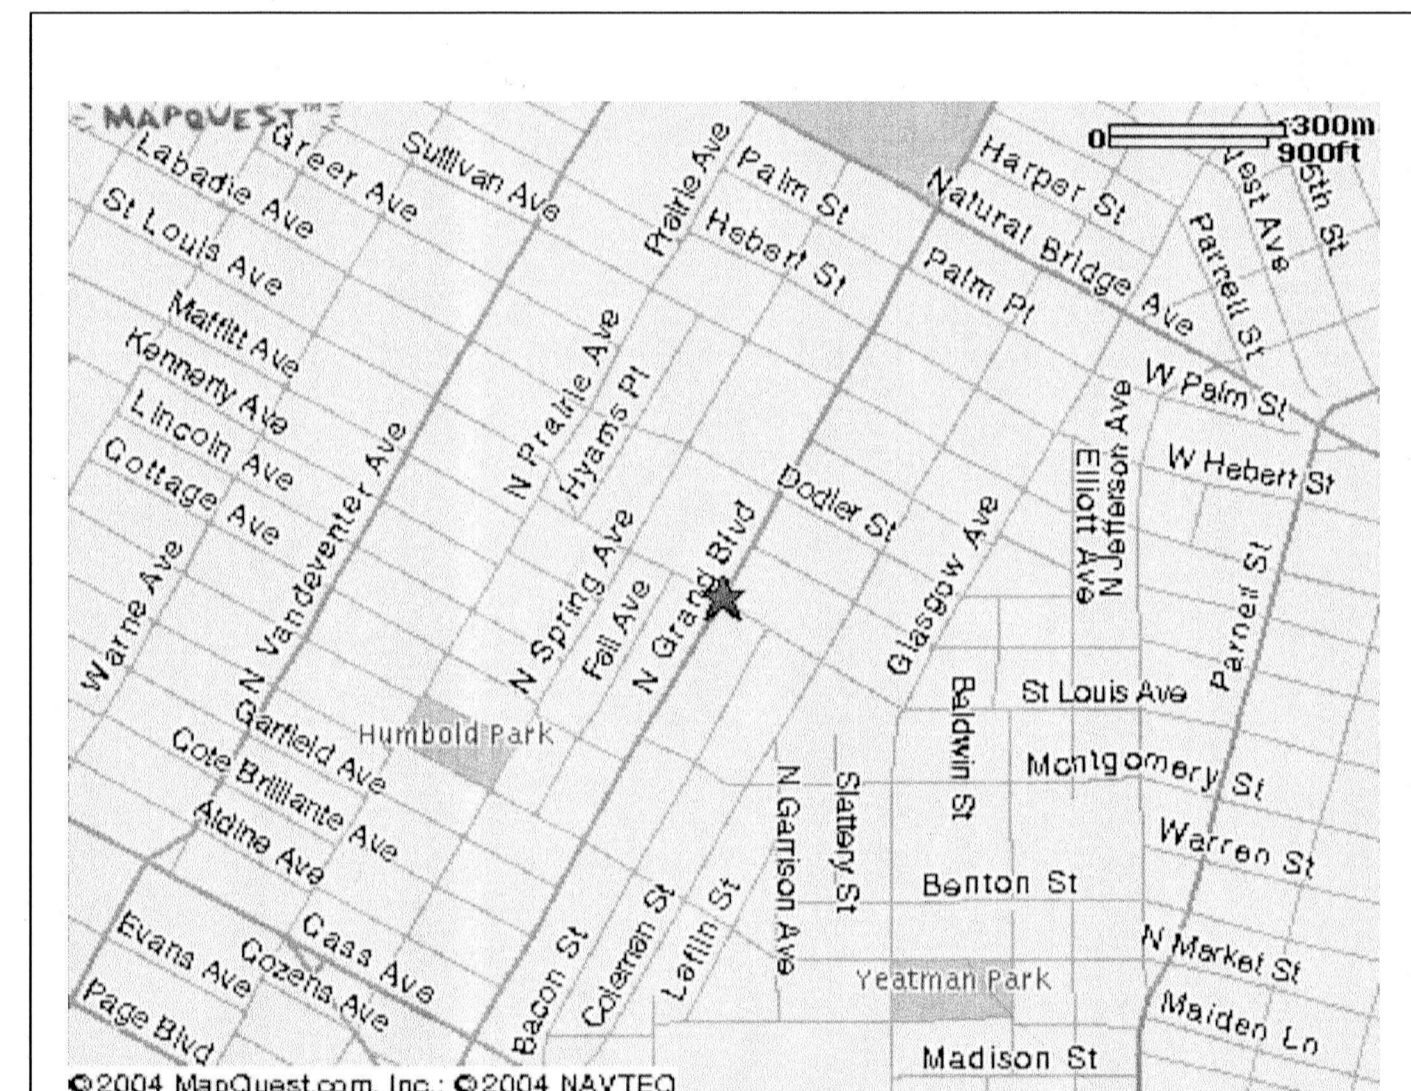 MAPQUEST™
0 300m
900ft
Labadie Ave
Greer Ave
Sullivan Ave
Prairie Ave
Palm St
Harper St
Natural Bridge Ave
Parnell St
vest Ave
5th St
St Louis Ave
Hebert St
Palm Pl
Maffitt Ave
Kennerly Ave
Lincoln Ave
Cottage Ave
N Vandeventer Ave
N Prairie Ave
Hyams Pl
W Palm St
W Hebert St
Elliott Ave
N Jefferson Ave
Dodier St
N Grand Blvd
Glasgow Ave
Parnell St
Warne Ave
N Spring Ave
Fall Ave
Garfield Ave
Humbold Park
Baldwin St
St Louis Ave
Montgomery St
Cote Brilliante Ave
Aldine Ave
N Garrison Ave
Slattery St
Warren St
Benton St
Cass Ave
Evans Ave
Cozens Ave
Page Blvd
Bacon St
Coleman St
Laflin St
Yeatman Park
N Market St
Maiden Ln
Madison St
©2004 MapQuest.com, Inc.; ©2004 NAVTEQ